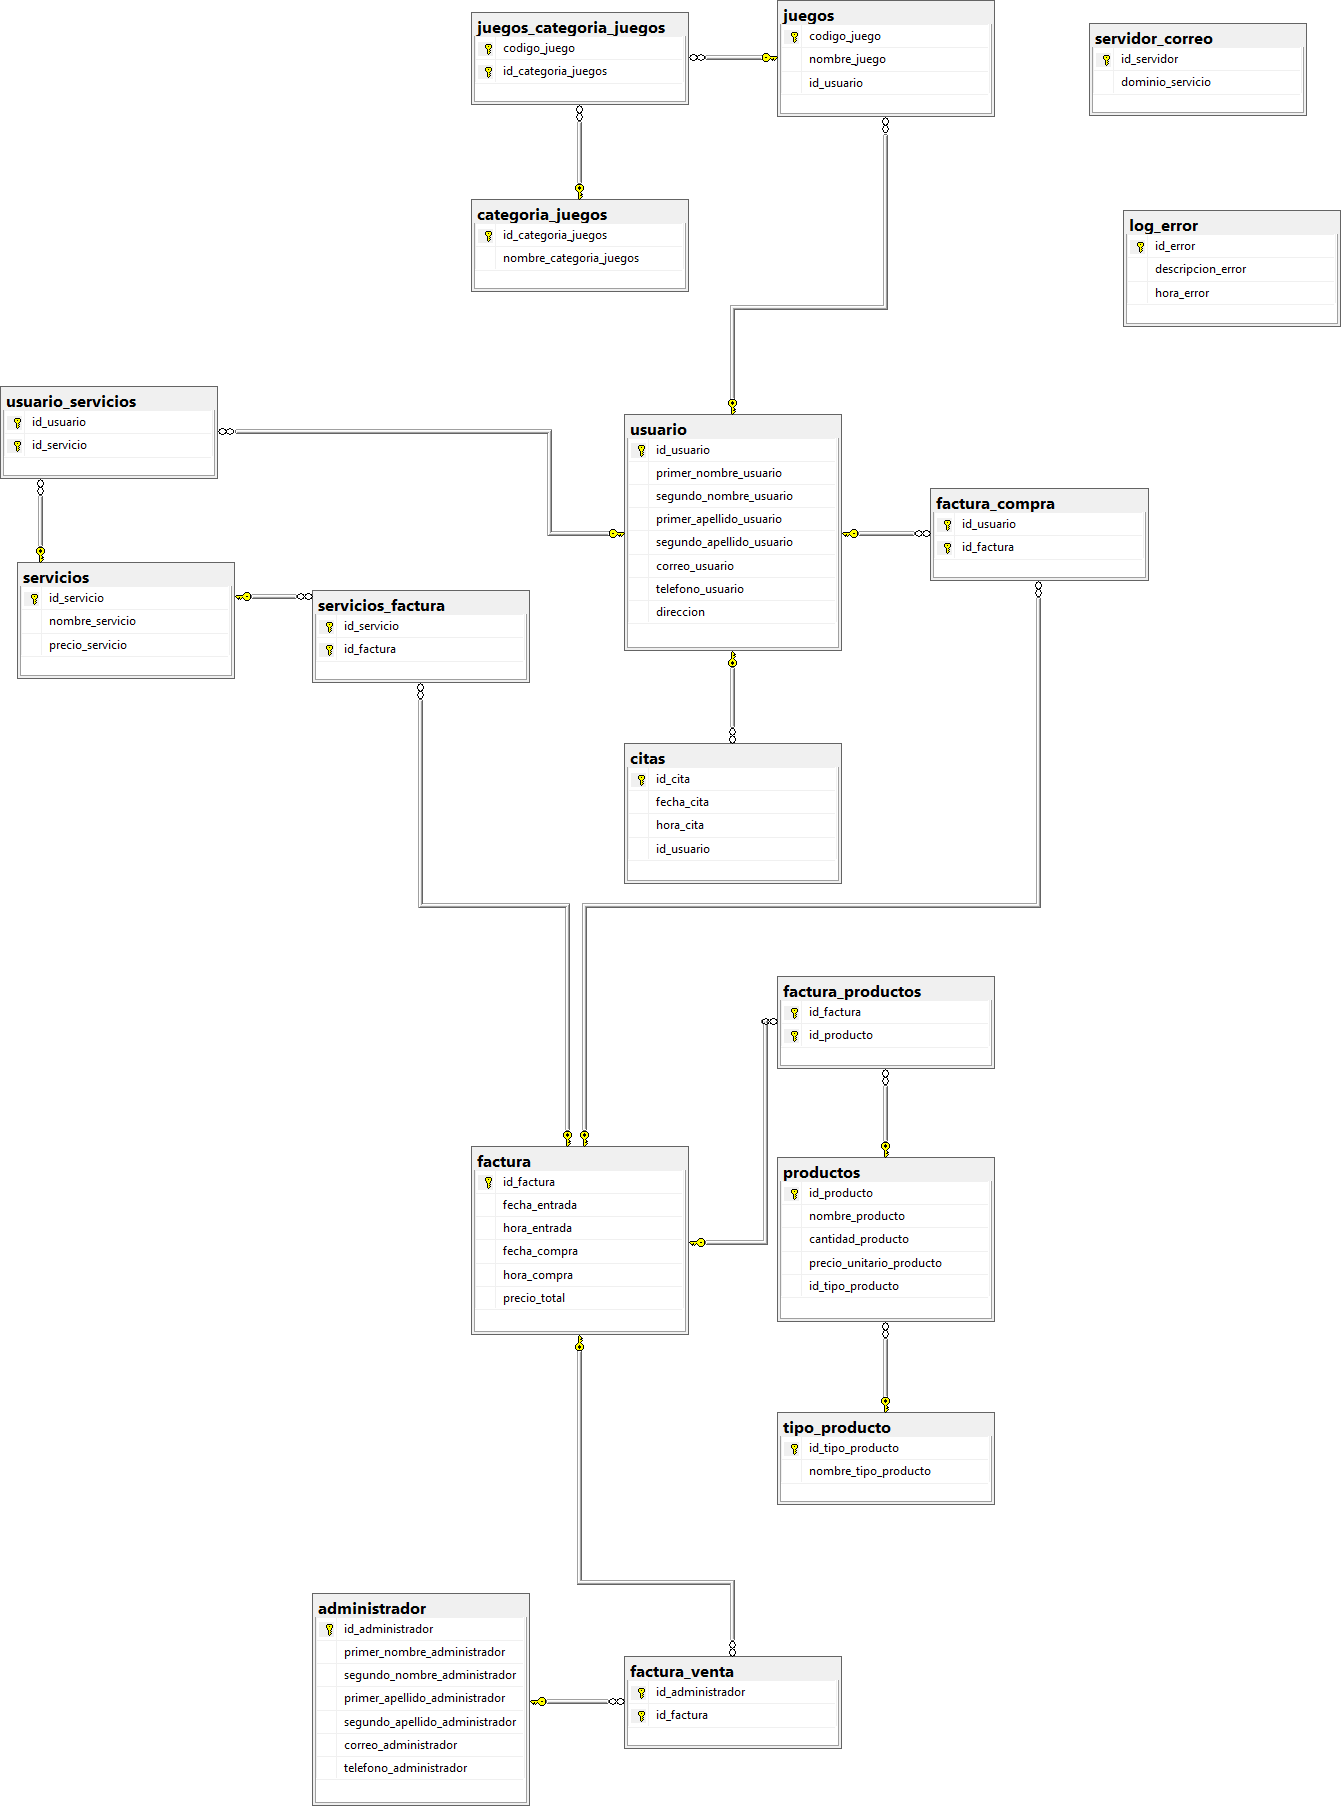 juegos_categoria_juegos
codigo_juego
id_categoria_juegos
juegos
codigo_juego
nombre_juego
id_usuario
servidor_correo
id_servidor
dominio_servicio
categoria_juegos
id_categoria_juegos
nombre_categoria_juegos
log_error
id_error
descripcion_error
hora_error
usuario_servicios
id_usuario
id_servicio
usuario
id_usuario
primer_nombre_usuario
segundo_nombre_usuario
primer_apellido_usuario
segundo_apellido_usuario
correo_usuario
telefono_usuario
direccion
factura_compra
id_usuario
id_factura
servicios
id_servicio
nombre_servicio
precio_servicio
servicios_factura
id_servicio
id_factura
citas
id_cita
fecha_cita
hora_cita
id_usuario
factura_productos
id_factura
id_producto
factura
id_factura
fecha_entrada
hora_entrada
fecha_compra
hora_compra
precio_total
productos
id_producto
nombre_producto
cantidad_producto
precio_unitario_producto
id_tipo_producto
tipo_producto
id_tipo_producto
nombre_tipo_producto
administrador
id_administrador
primer_nombre_administrador
segundo_nombre_administrador
primer_apellido_administrador
segundo_apellido_administrador
correo_administrador
telefono_administrador
factura_venta
id_administrador
id_factura